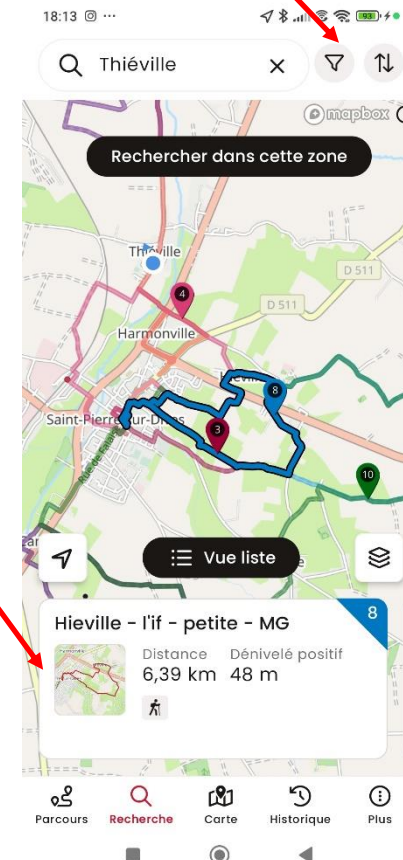 18:13
93
Thiéville
mapbox
Rechercher dans cette zone
Thiéville
D 511
4
D 511
Harmonville
8
Saint-Pierre-sur-Dives
3
10
Vue liste
Hieville - l'if - petite - MG
8
Distance Dénivelé positif
6,39 km 48 m
Parcours Recherche Carte Historique Plus